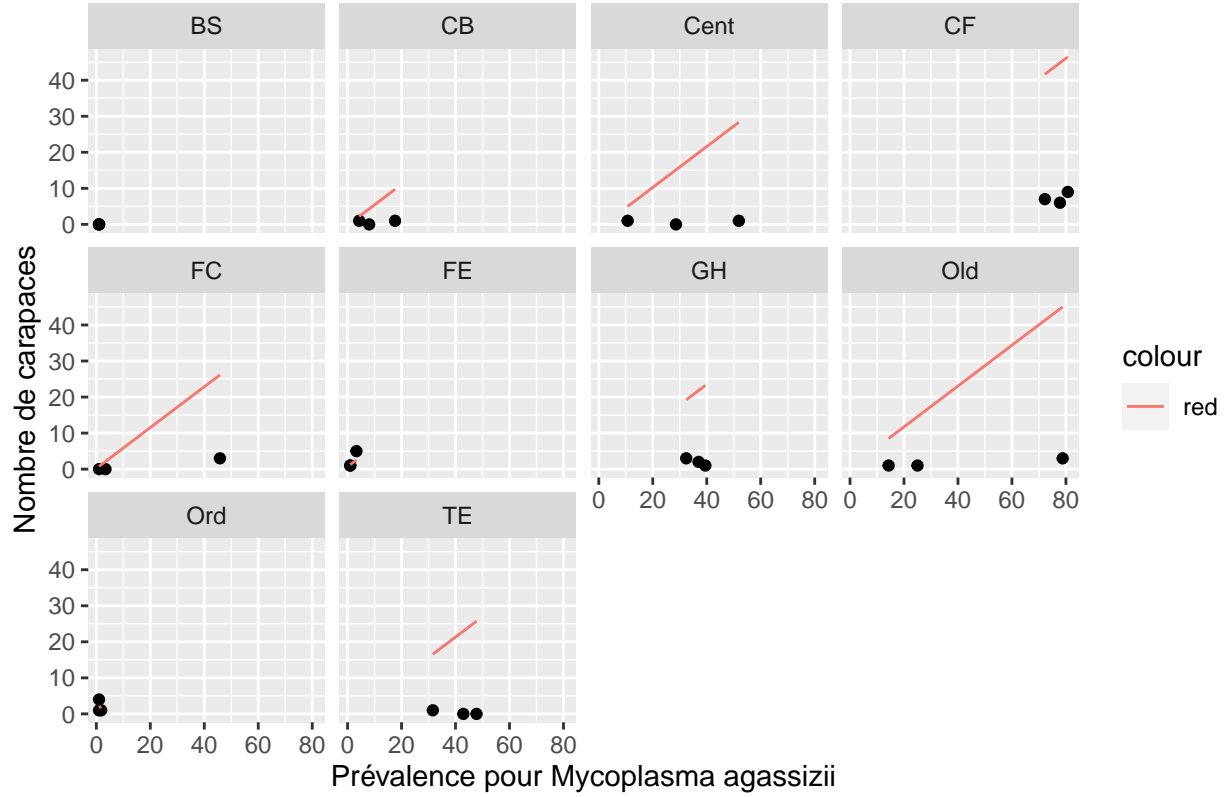 BS CB Cent CF
40
30
20
10
0
FC FE GH Old
40
30
20
10
0
0 20 40 60 80 0 20 40 60 80
Ord TE
40
30
20
10
0
0 20 40 60 80 0 20 40 60 80
Prévalence pour Mycoplasma agassizii
Nombre de carapaces
colour
red